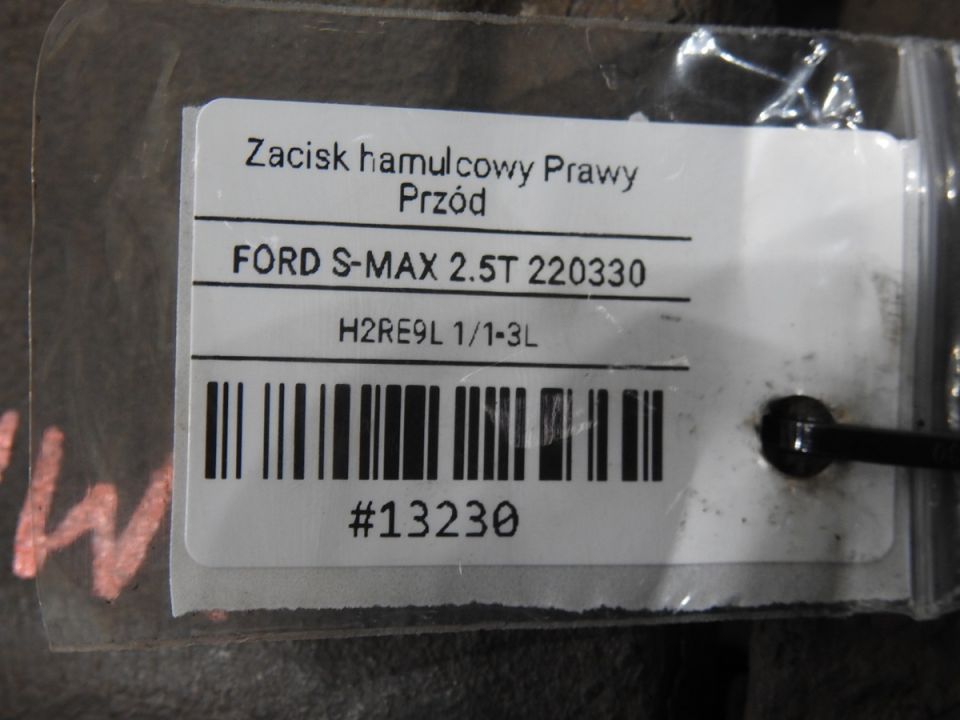 Zacisk hamulcowy Prawy
Przód
FORD S-MAX 2.5T 220330
H2RE9L 1/1-3L
#13230